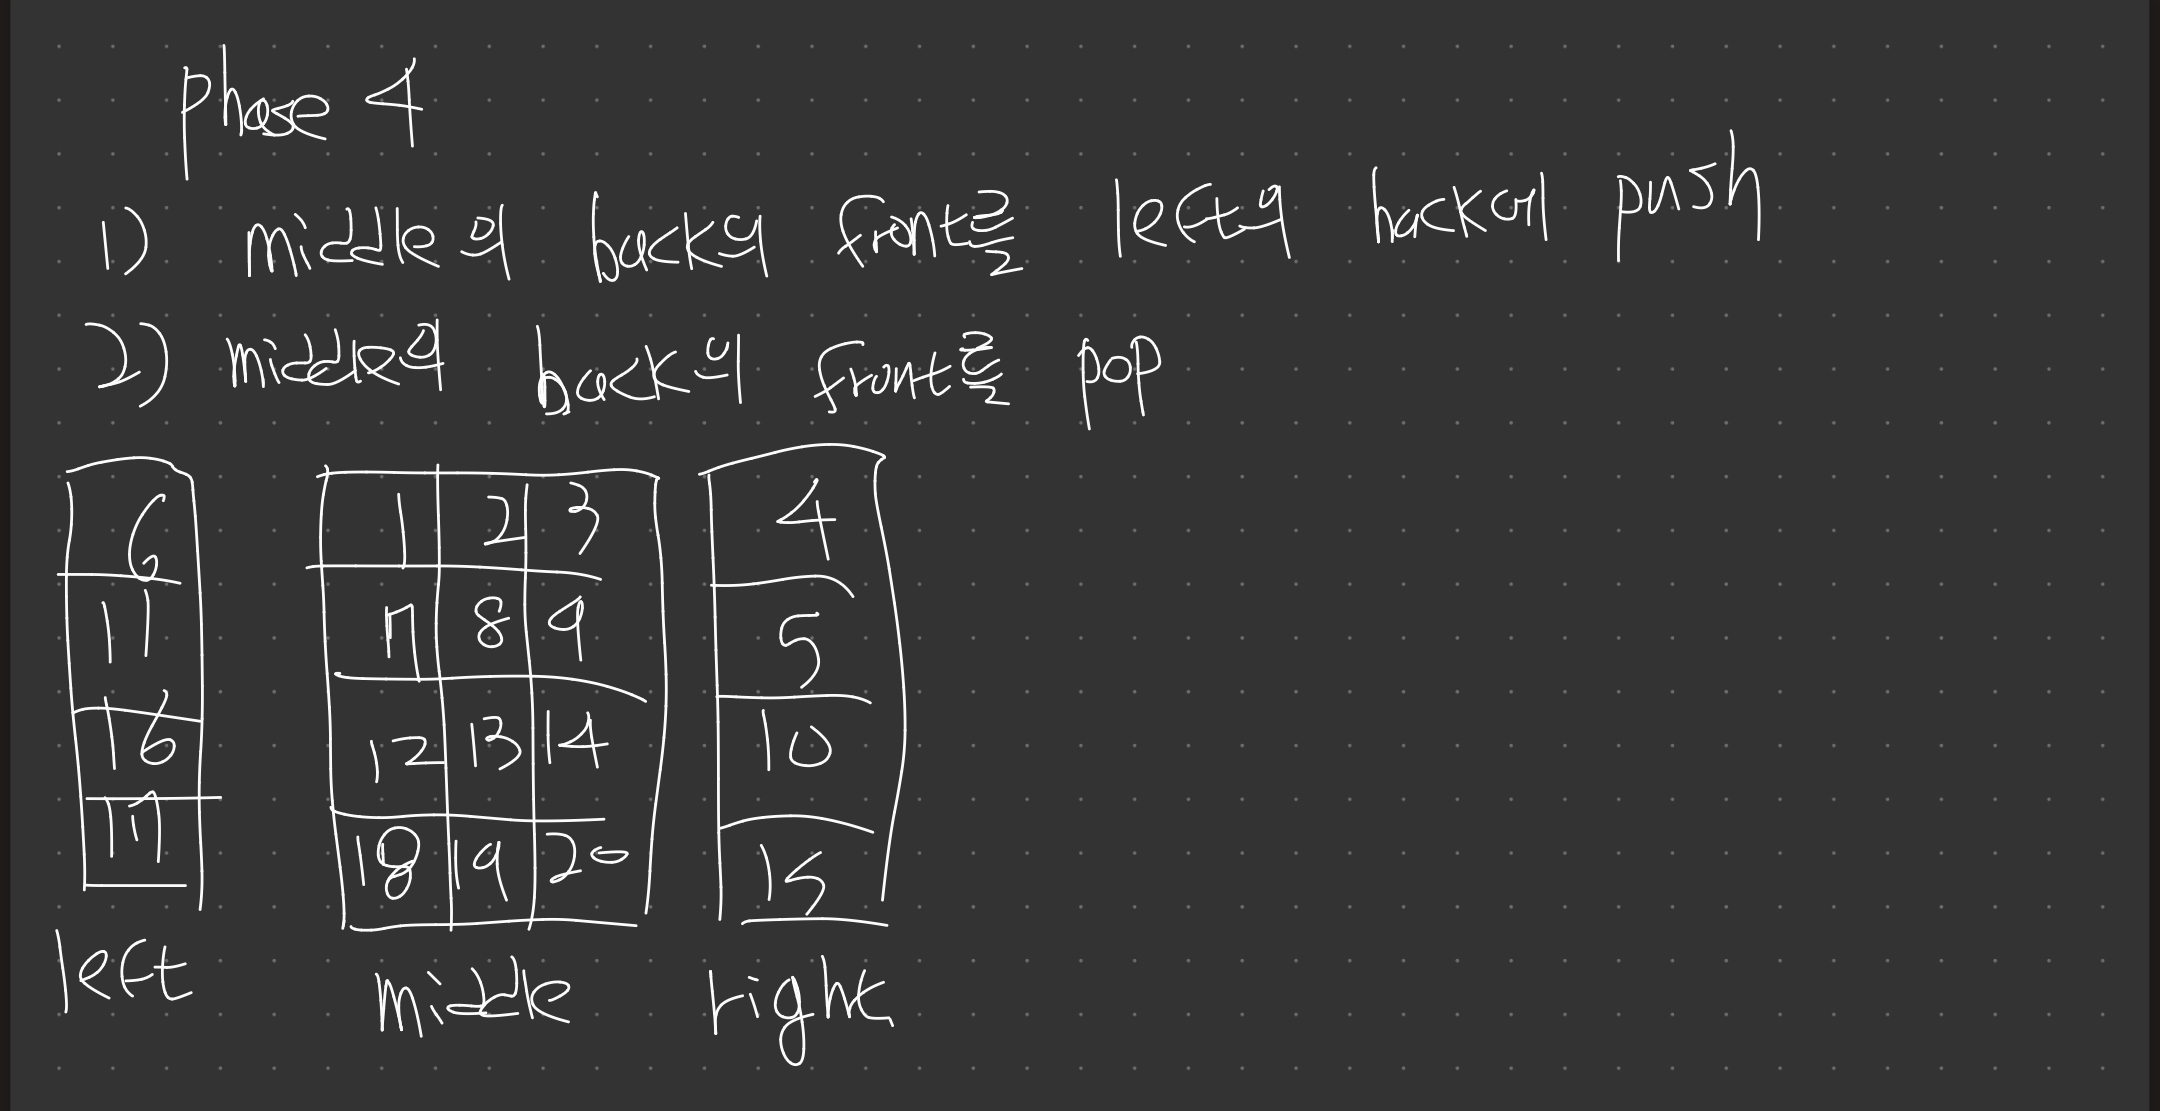 phase 4
1) middle의 back의 front를 left의 back에 push
2) middle의 back의 front를 pop
6 1 2 3 4
11 7 8 9 5
16 12 13 14 10
17 18 19 20 15
left middle right